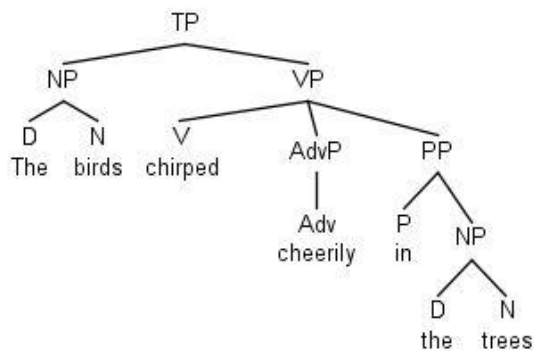 TP
NP VP
D N V AdvP PP
The birds chirped
Adv P NP
cheerily in
D N
the trees